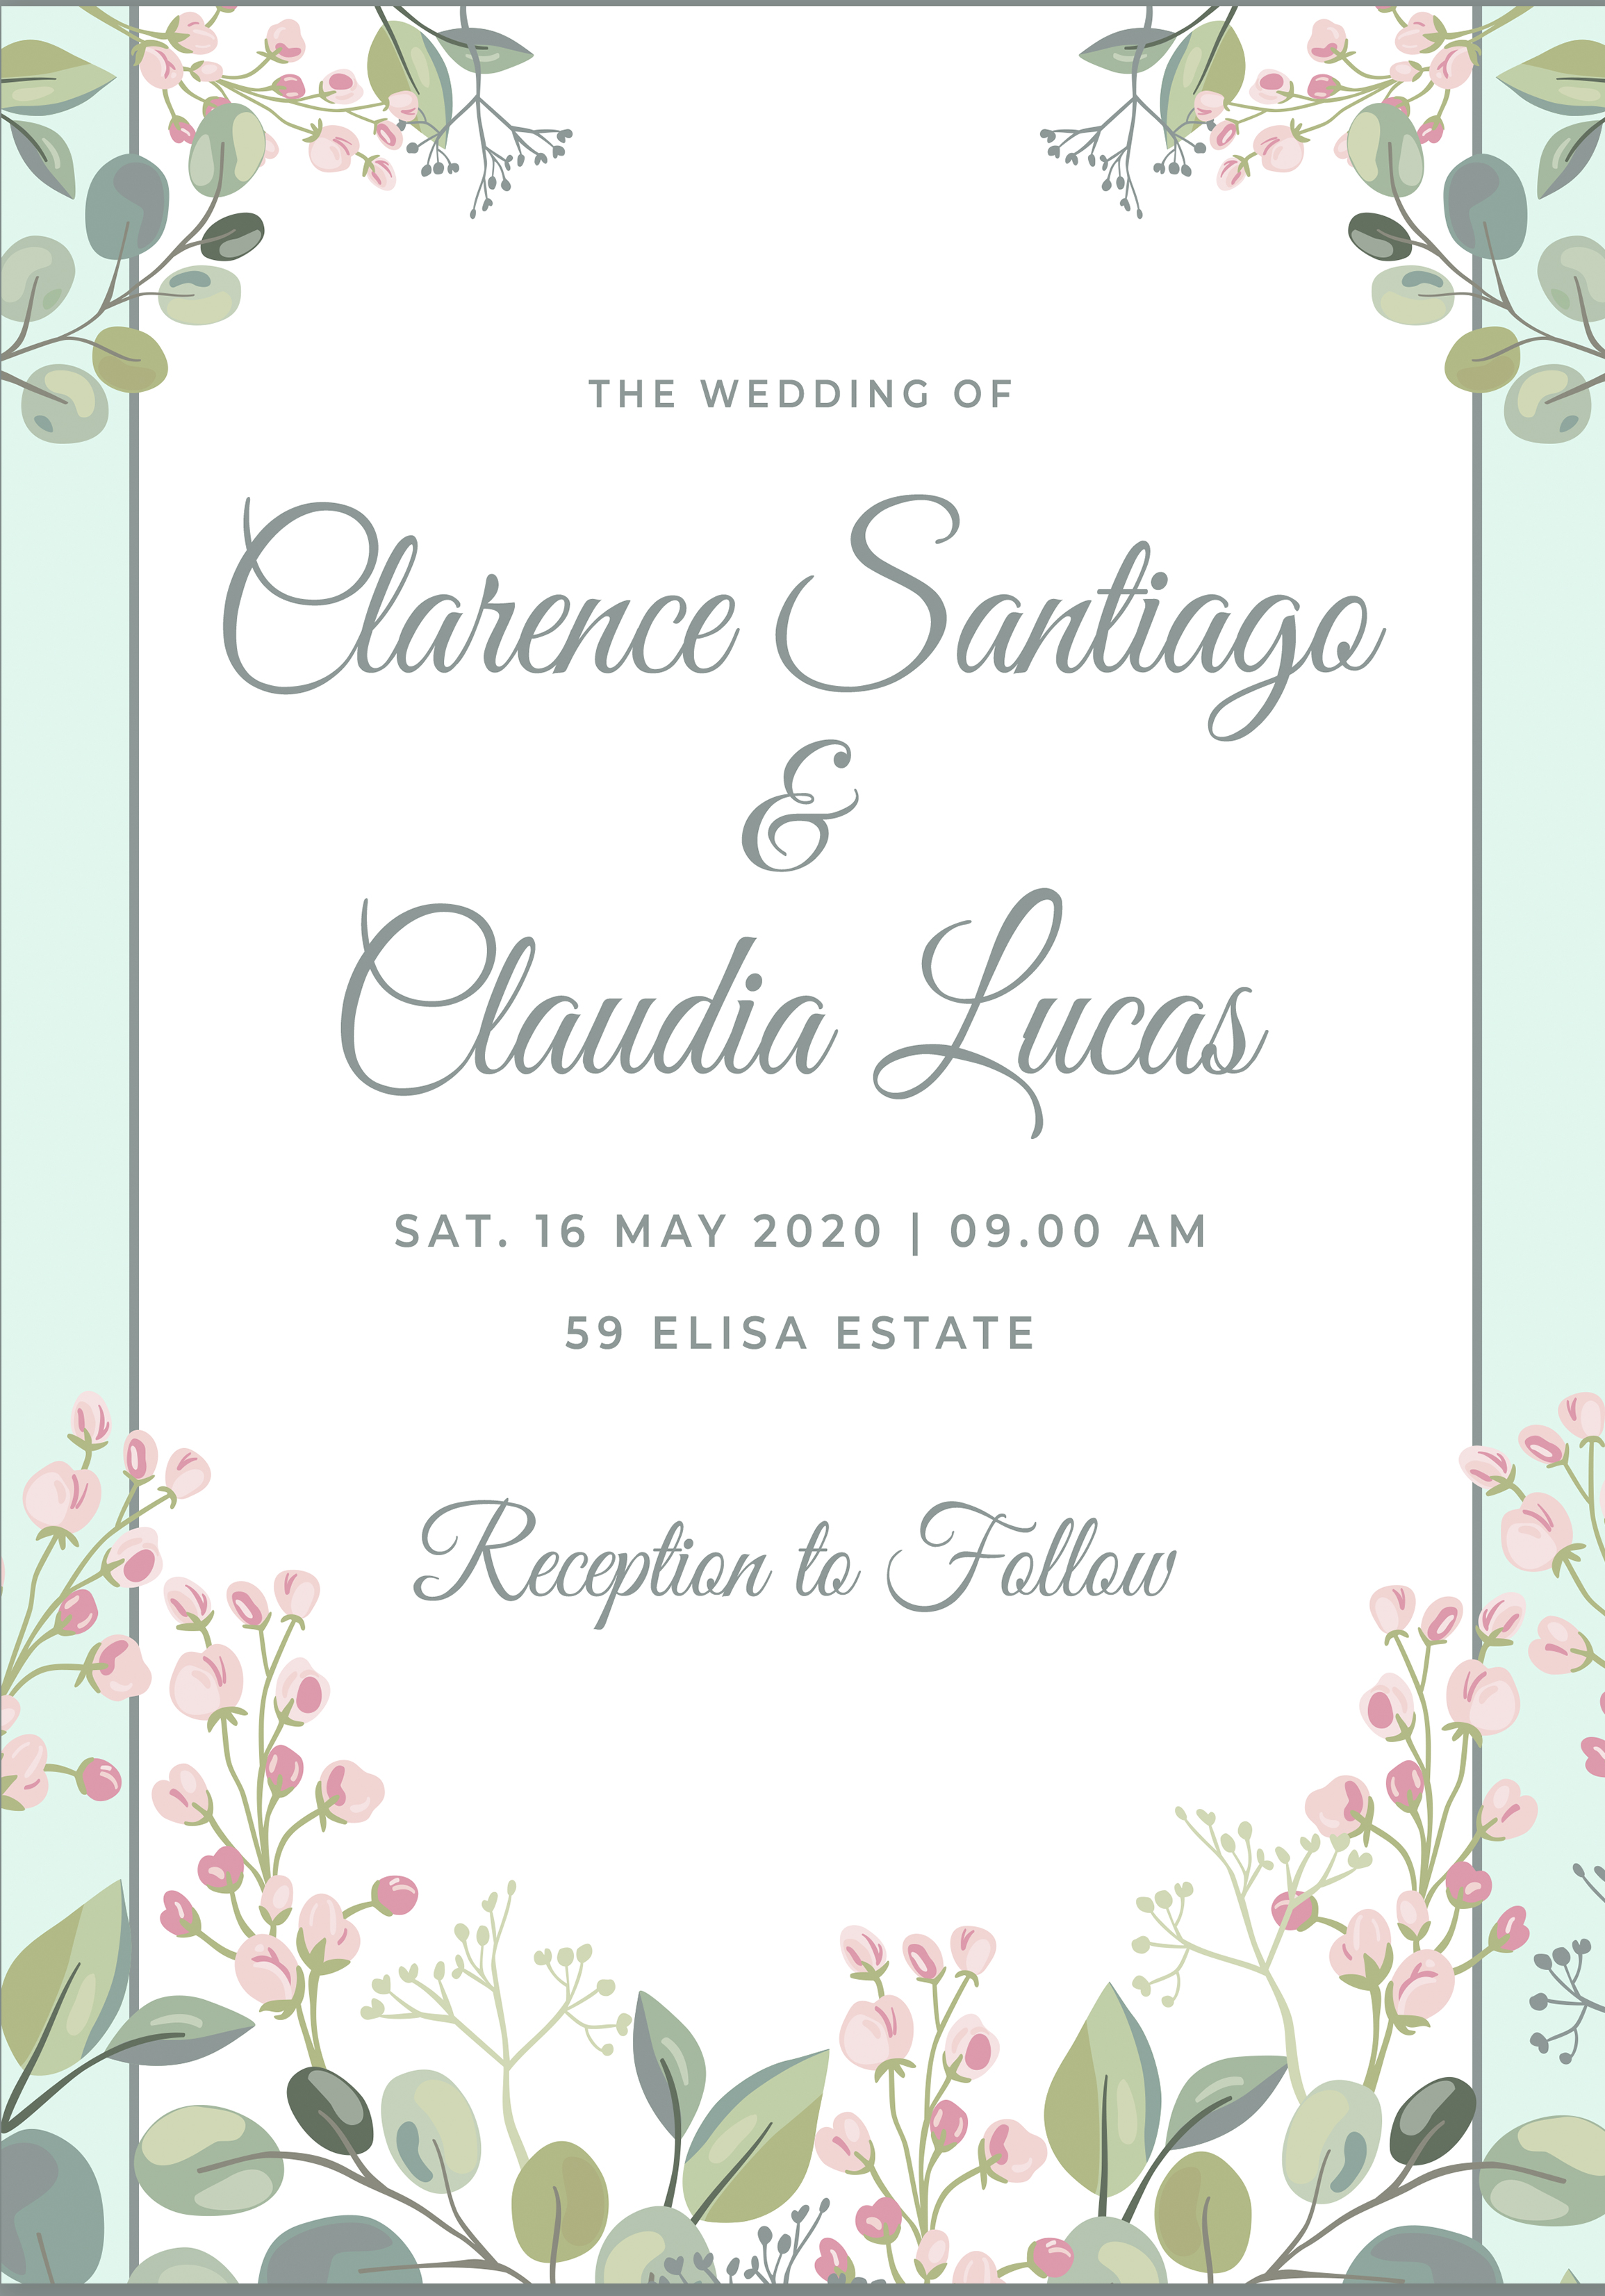 THE WEDDING OF
Clarence Santiago
&
Claudia Lucas
SAT. 16 MAY 2020 | 09.00 AM
59 ELISA ESTATE
Reception to Follow